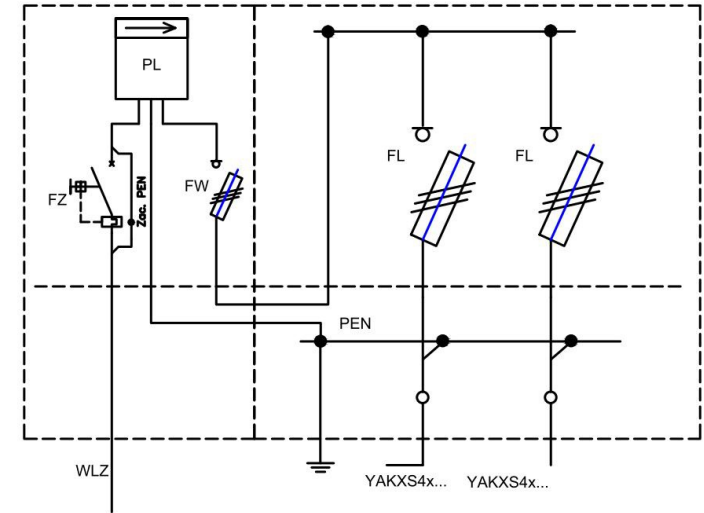 PL
FL
FL
FZ
Zac. PEN
FW
PEN
WLZ
YAKXS4x...
YAKXS4x...